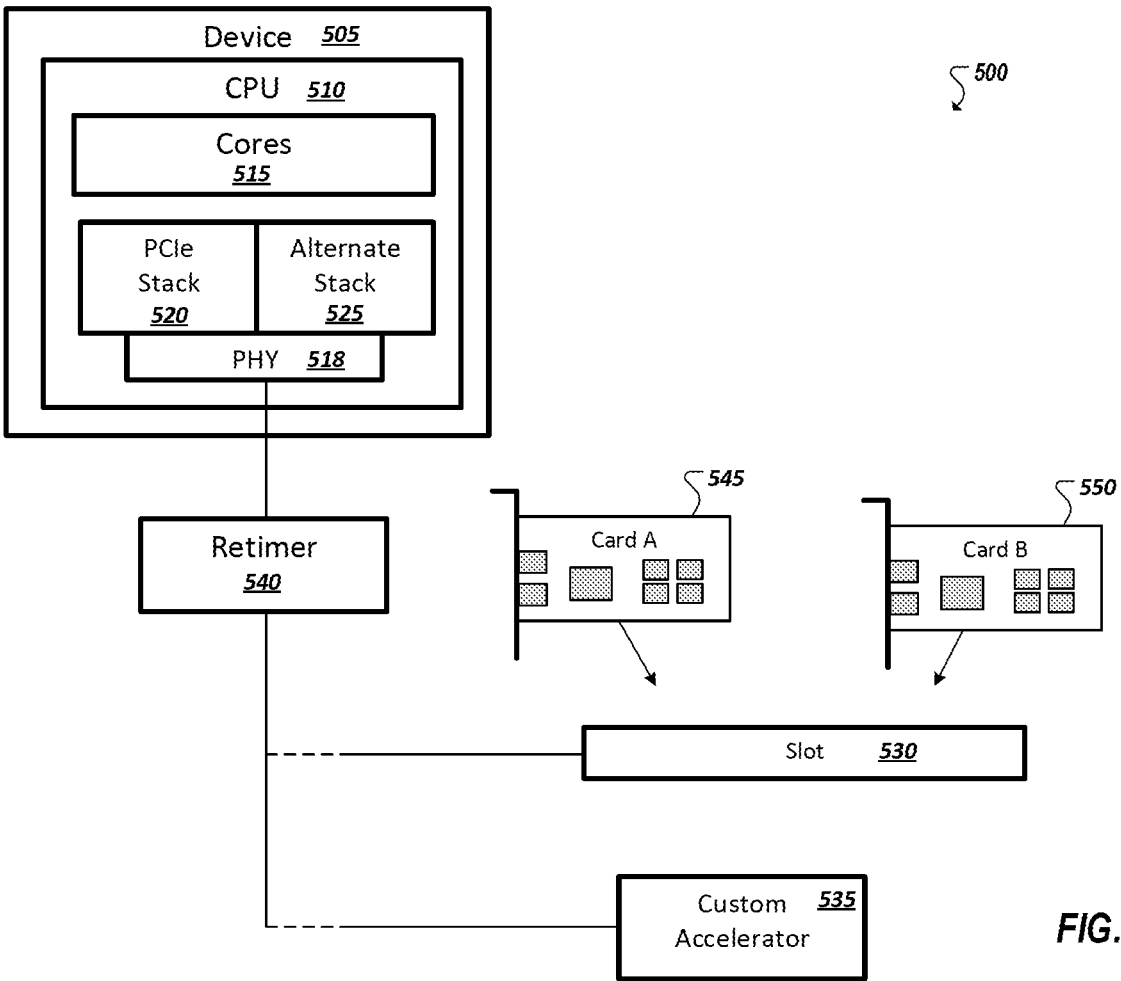 Device 505
CPU 510
500
Cores
515
PCIe
Stack
520
Alternate
Stack
525
PHY 518
545
550
Card A
Card B
Retimer
540
Slot 530
Custom 535
Accelerator
FIG.